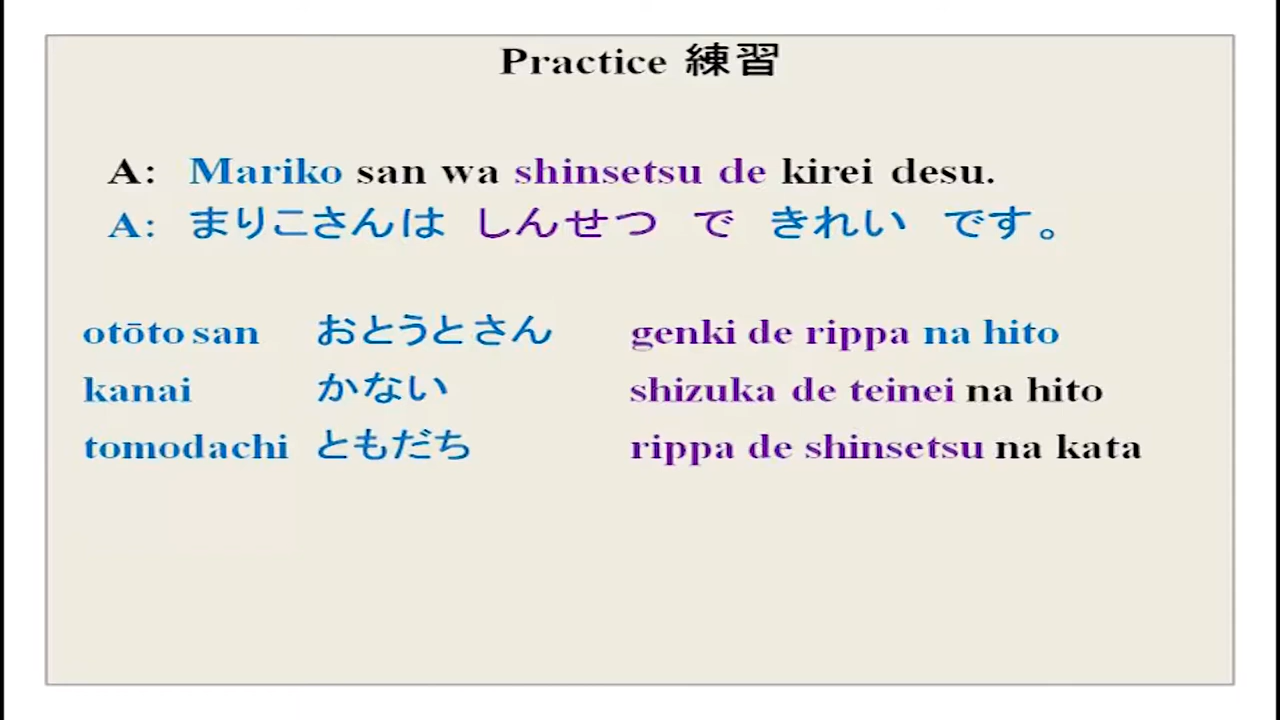 Practice 練習
A: Mariko san wa shinsetsu de kirei desu.
A: まりこさんは しんせつ で きれい です。
otōto san おとうとさん genki de rippa na hito
kanai かない shizuka de teinei na hito
tomodachi ともだち rippa de shinsetsu na kata